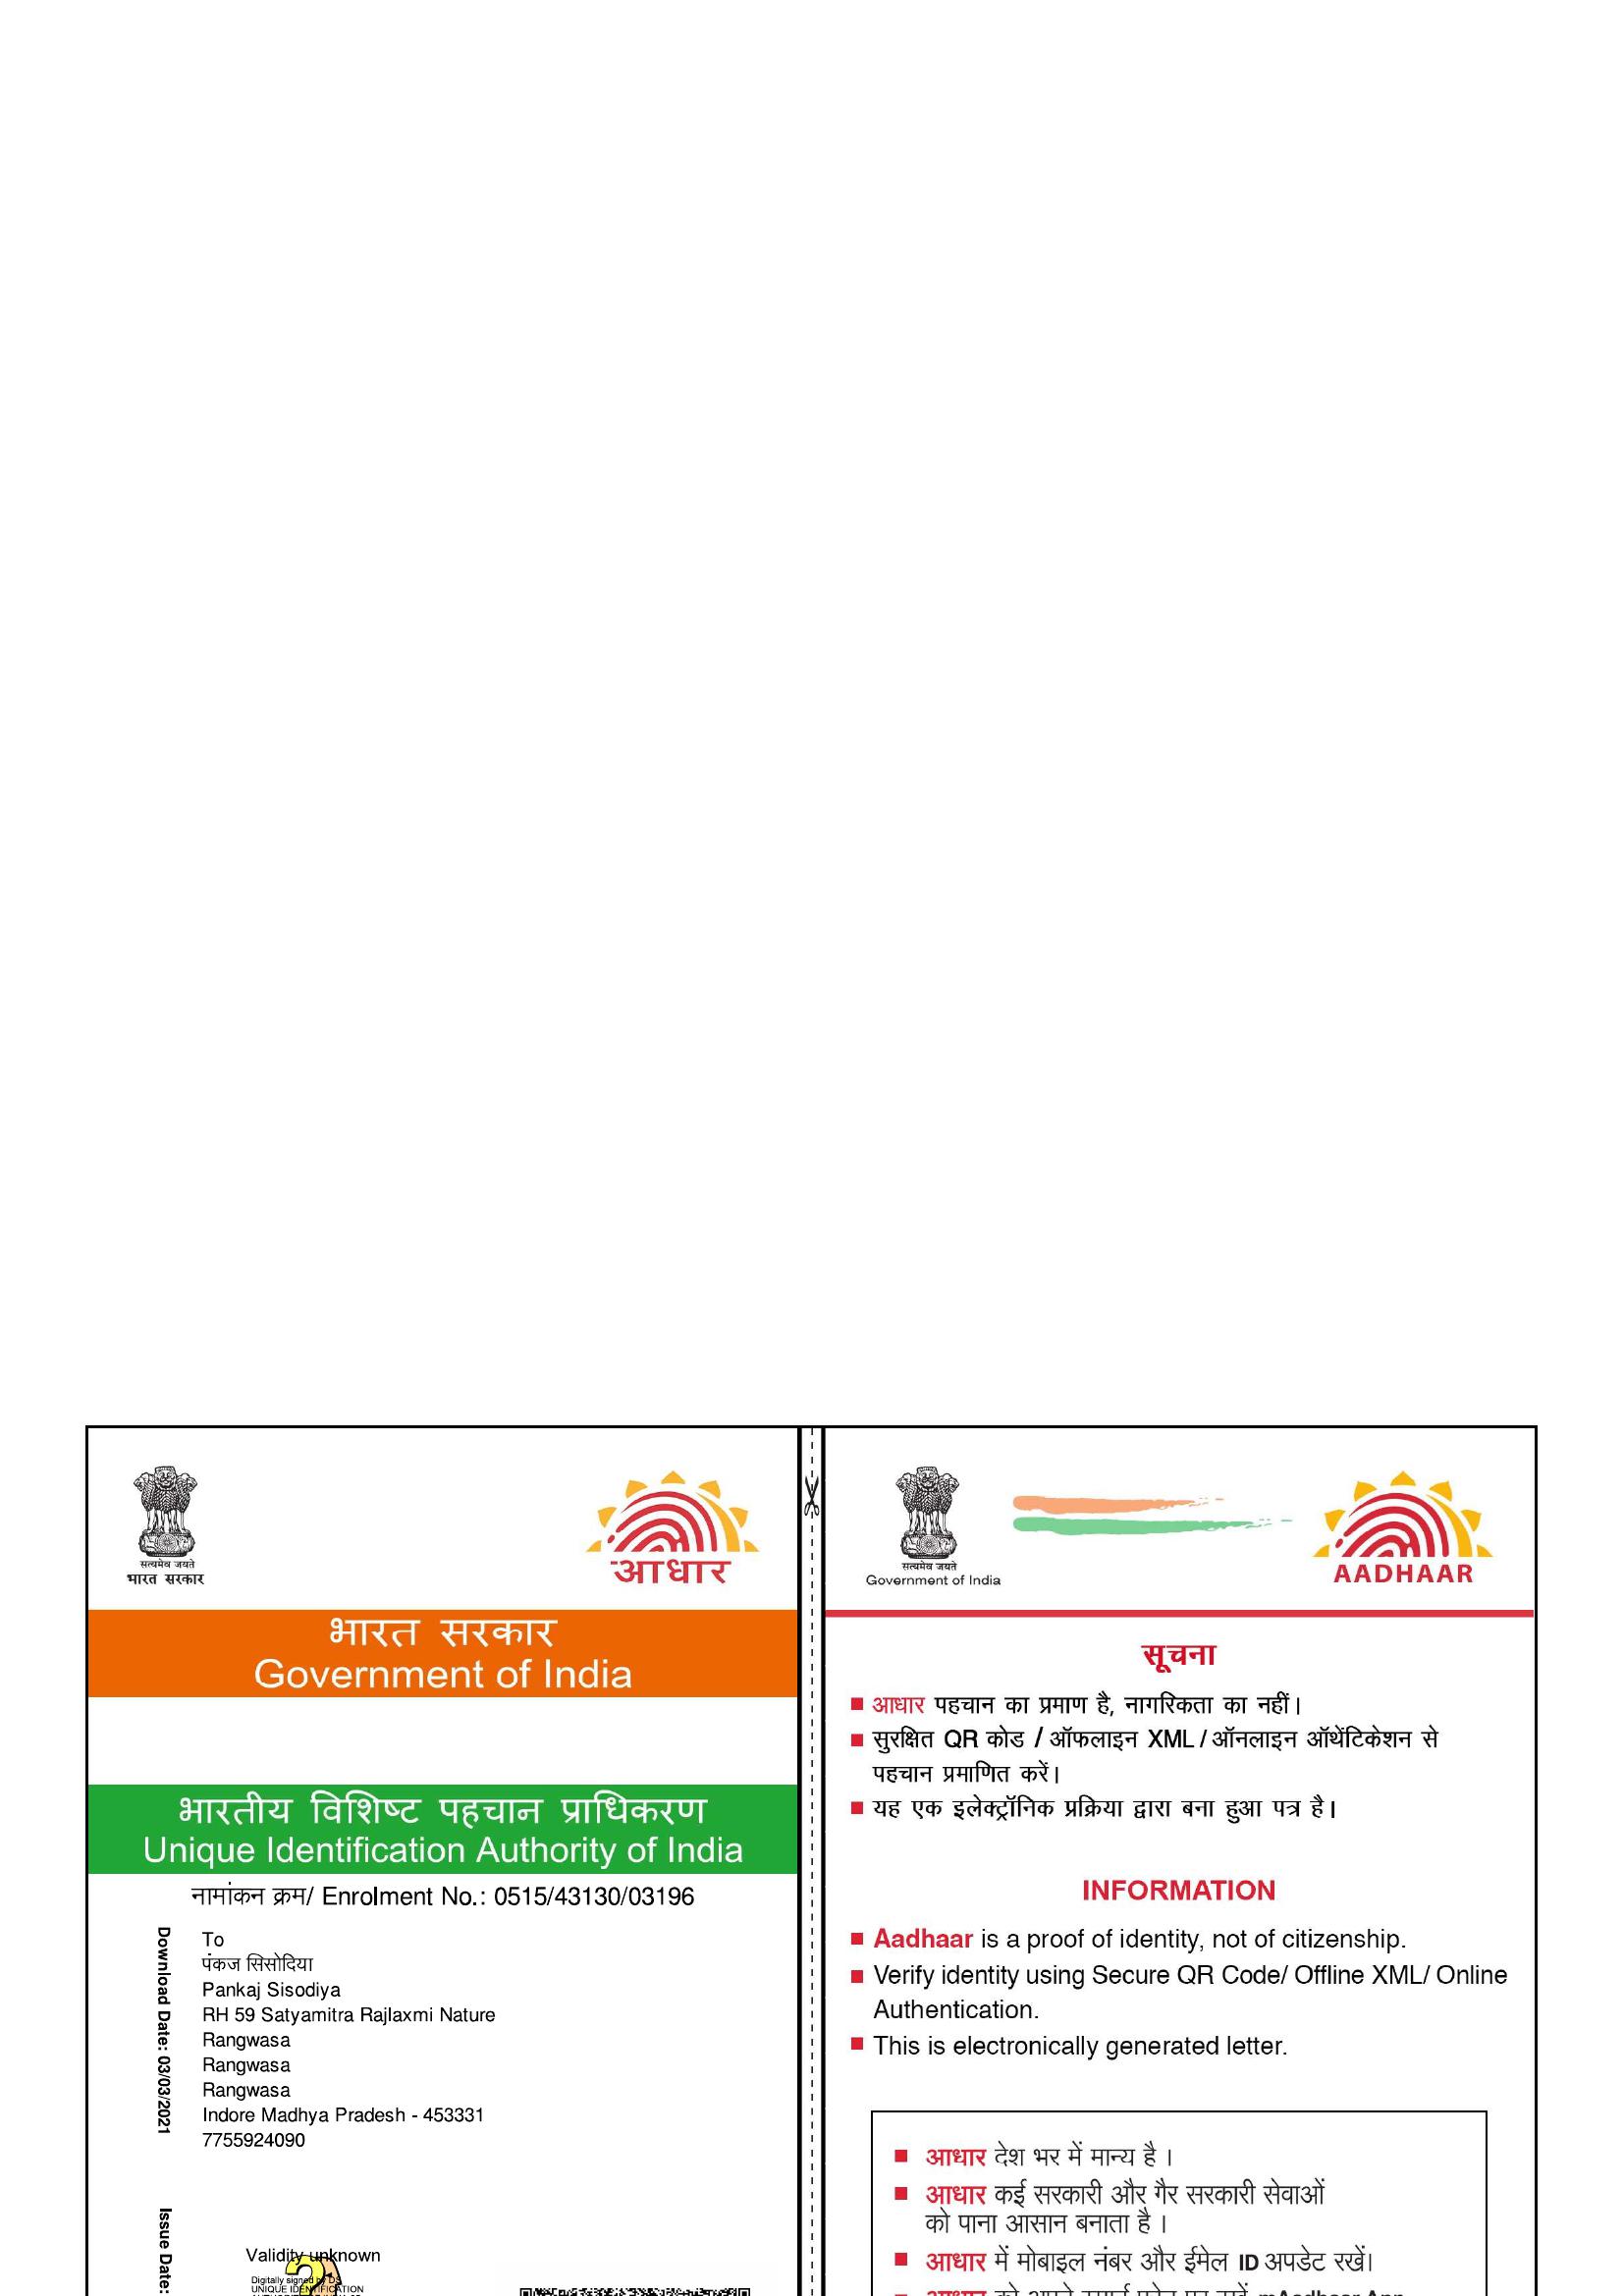 सत्यमेव जयते
भारत सरकार
आधार
भारत सरकार
Government of India
भारतीय विशिष्ट पहचान प्राधिकरण
Unique Identification Authority of India
नामांकन क्रम/ Enrolment No.: 0515/43130/03196
Download Date: 03/03/2021
To
पंकज सिसोदिया
Pankaj Sisodiya
RH 59 Satyamitra Rajlaxmi Nature
Rangwasa
Rangwasa
Rangwasa
Indore Madhya Pradesh - 453331
7755924090
Issue Date:
Validity unknown
Digitally signed by DS
UNIQUE IDENTIFICATION
सत्यमेव जयते
Government of India
AADHAAR
सूचना
आधार पहचान का प्रमाण है, नागरिकता का नहीं।
सुरक्षित QR कोड / ऑफलाइन XML / ऑनलाइन ऑथेंटिकेशन से
पहचान प्रमाणित करें।
यह एक इलेक्ट्रॉनिक प्रक्रिया द्वारा बना हुआ पत्र है।
INFORMATION
Aadhaar is a proof of identity, not of citizenship.
Verify identity using Secure QR Code/ Offline XML/ Online
Authentication.
This is electronically generated letter.
आधार देश भर में मान्य है ।
आधार कई सरकारी और गैर सरकारी सेवाओं
को पाना आसान बनाता है ।
आधार में मोबाइल नंबर और ईमेल ID अपडेट रखें।